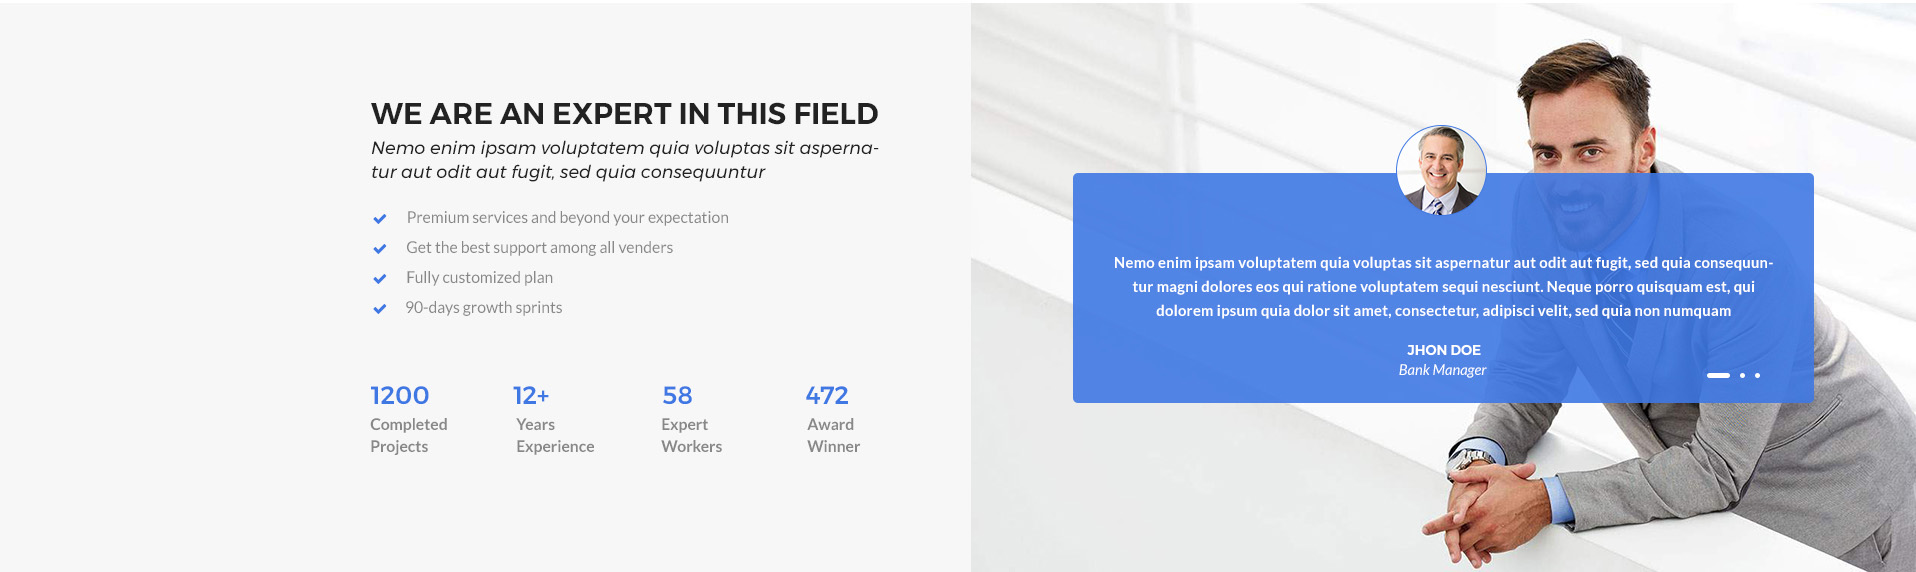 WE ARE AN EXPERT IN THIS FIELD
Nemo enim ipsam voluptatem quia voluptas sit asperna-
tur aut odit aut fugit, sed quia consequuntur
Premium services and beyond your expectation
Get the best support among all venders
Fully customized plan
90-days growth sprints
1200
Completed
Projects
12+
Years
Experience
58
Expert
Workers
472
Award
Winner
Nemo enim ipsam voluptatem quia voluptas sit aspernatur aut odit aut fugit, sed quia consequun-
tur magni dolores eos qui ratione voluptatem sequi nesciunt. Neque porro quisquam est, qui
dolorem ipsum quia dolor sit amet, consectetur, adipisci velit, sed quia non numquam
JHON DOE
Bank Manager